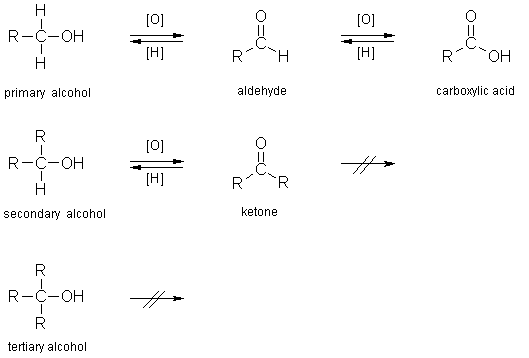 H [O] O [O] O
R C OH R C H R C OH
H [H] [H]
primary alcohol aldehyde carboxylic acid
R [O] O
R C OH R C R
H [H]
secondary alcohol ketone
R
R C OH
R
tertiary alcohol